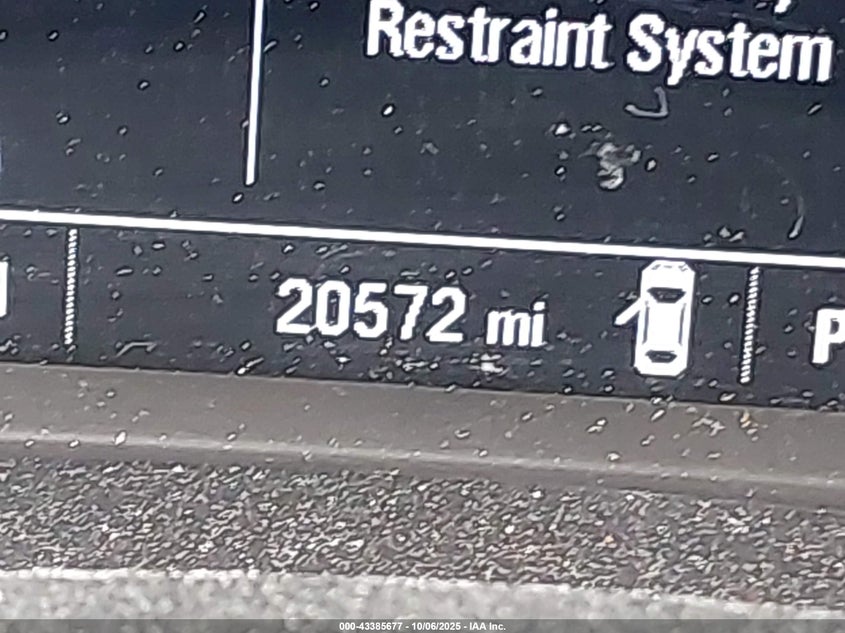 Restraint System
20572 mi
P
000-43385677 - 10/06/2025 - IAA Inc.